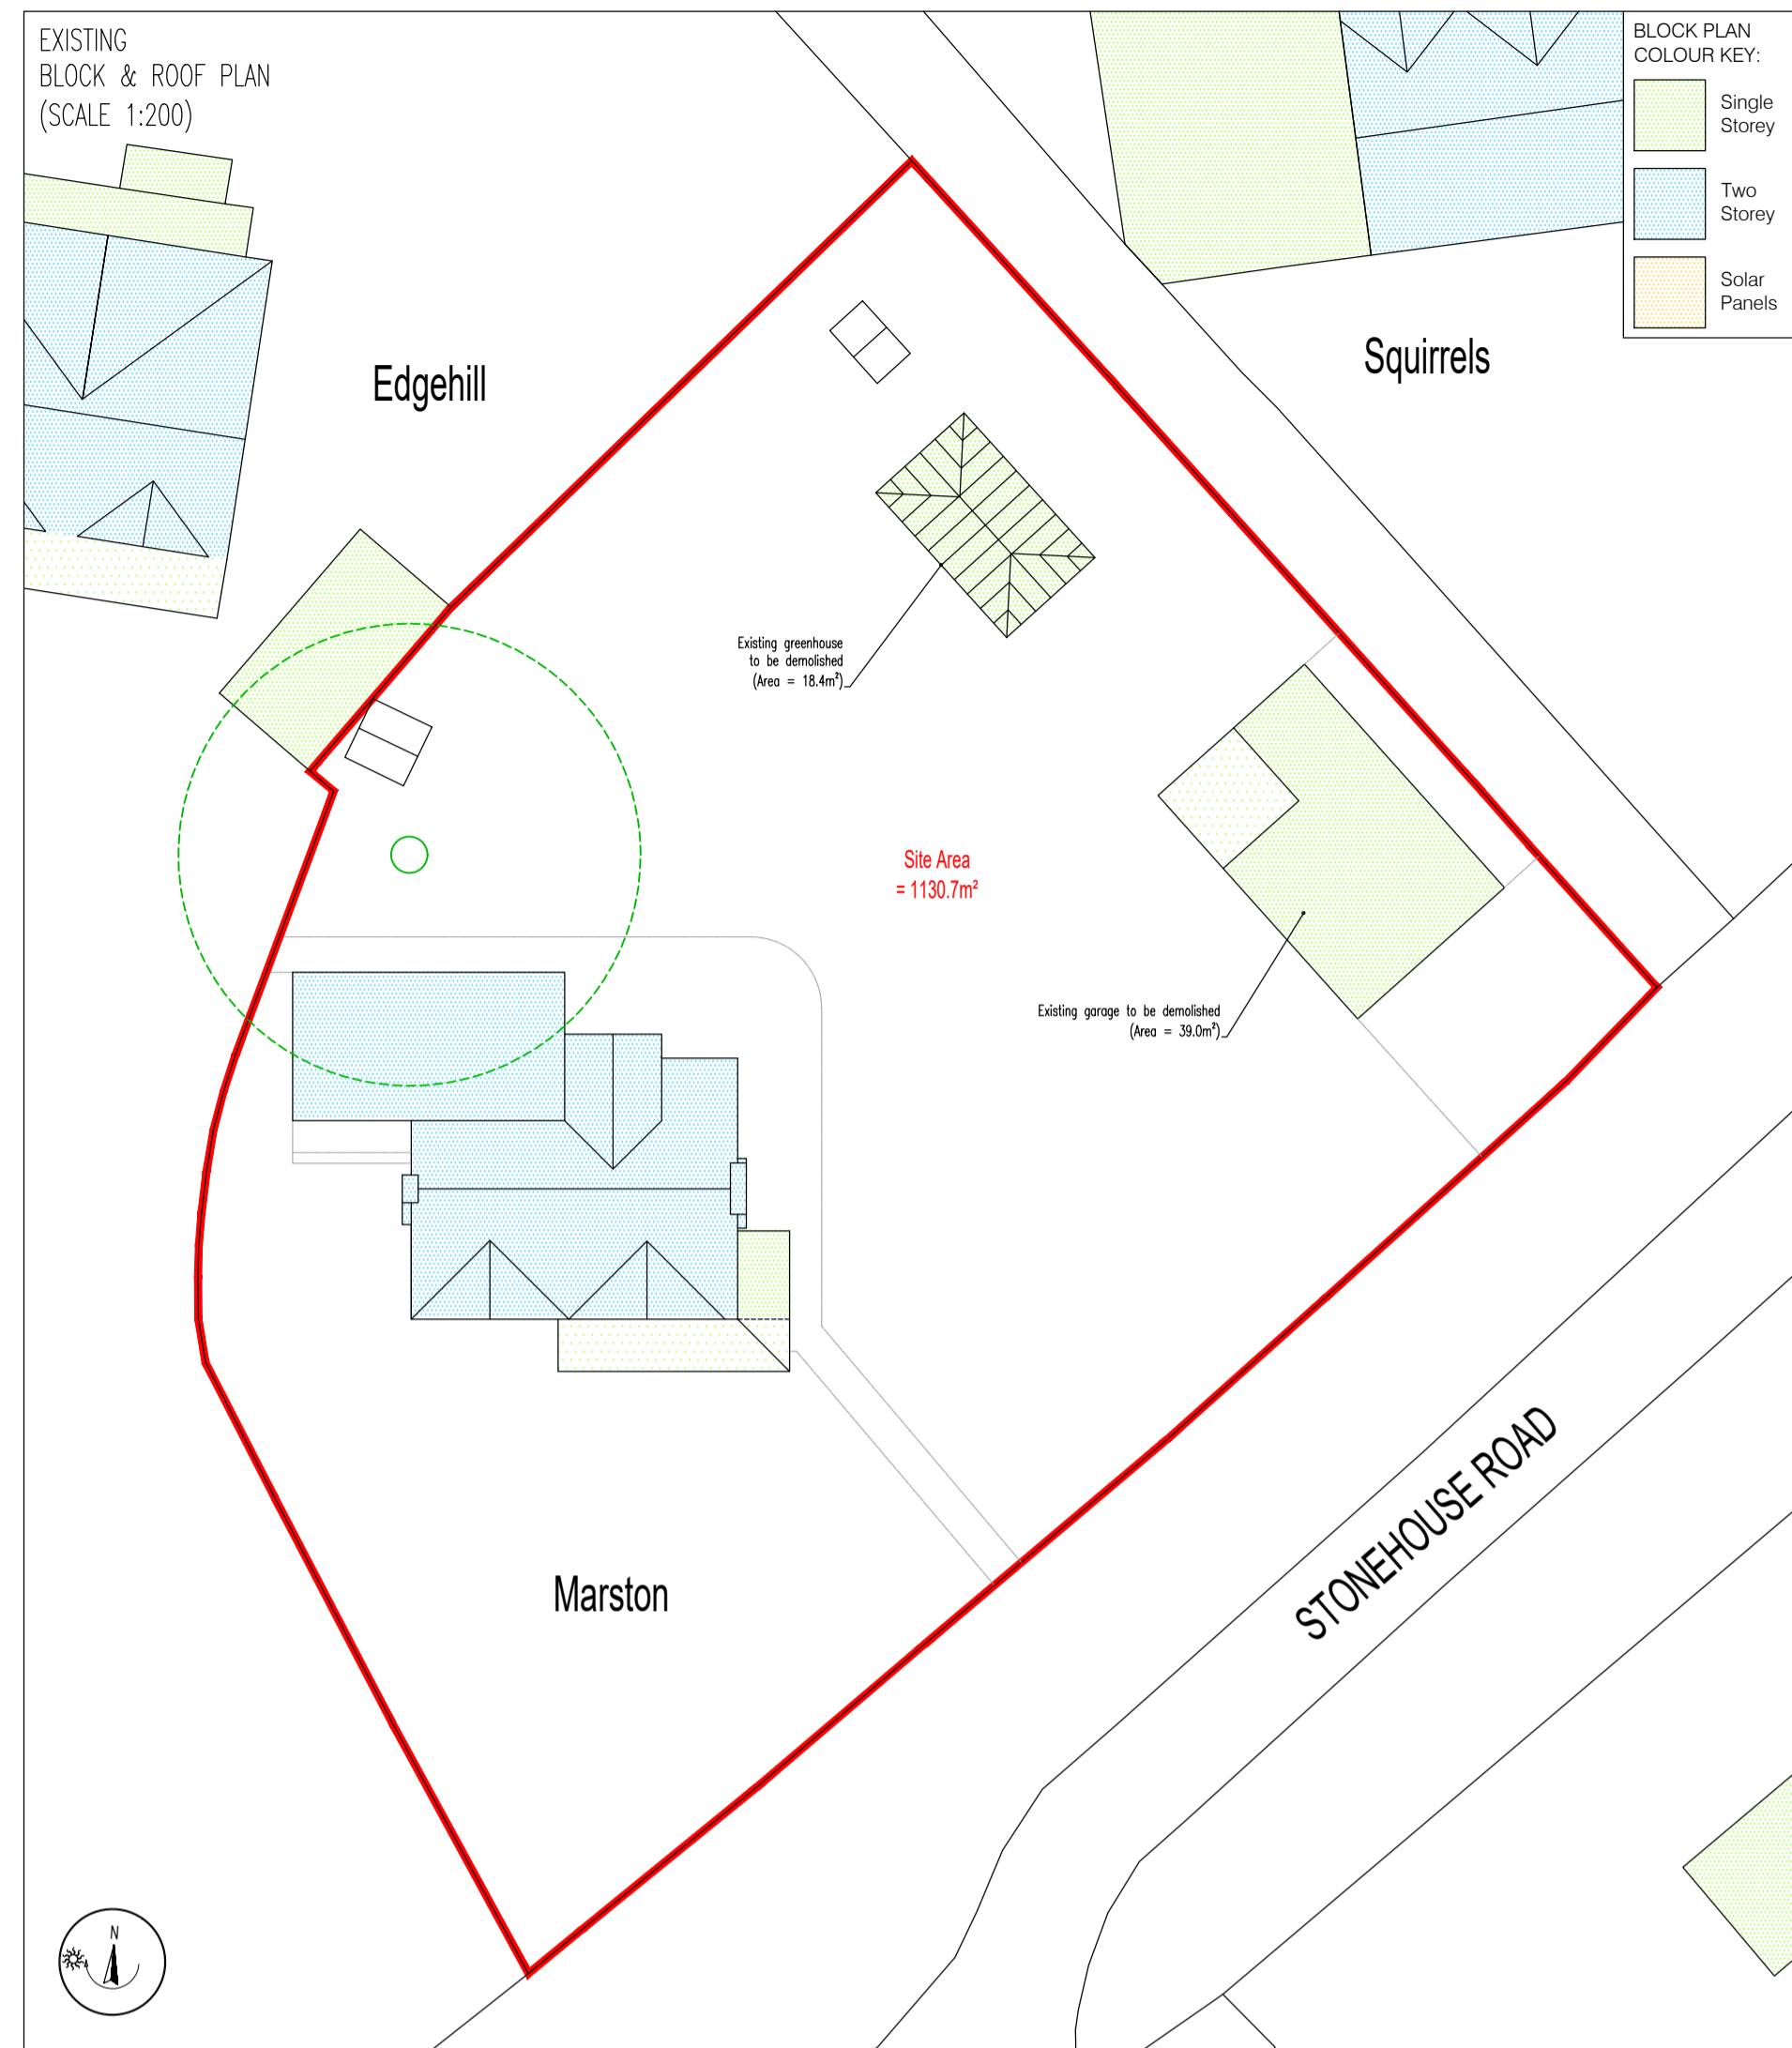 EXISTING
BLOCK & ROOF PLAN
(SCALE 1:200)
BLOCK PLAN
COLOUR KEY:
Single
Storey
Two
Storey
Solar
Panels
Squirrels
Edgehill
Existing greenhouse
to be demolished
(Area = 18.4m²)
Site Area
= 1130.7m²
Existing garage to be demolished
(Area = 39.0m²)
STONEHOUSE ROAD
Marston
N